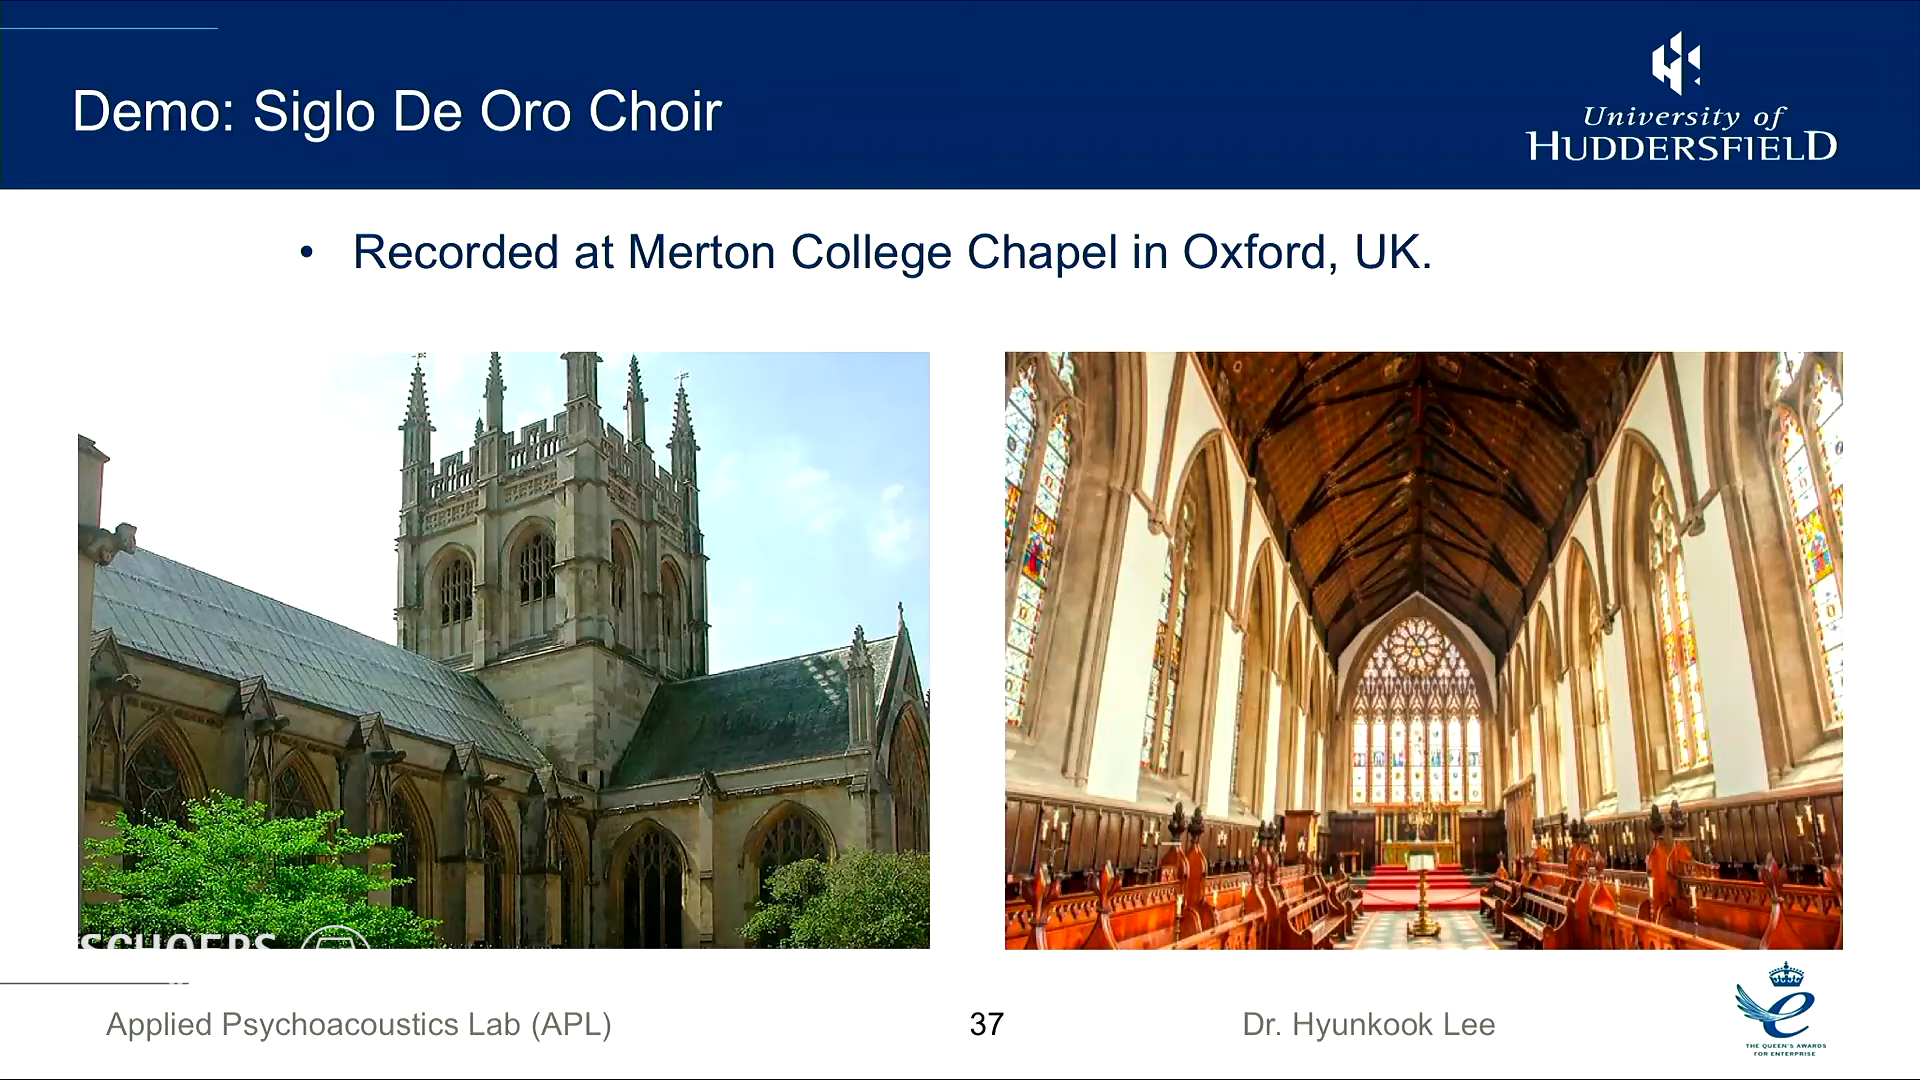 Demo: Siglo De Oro Choir
University of
HUDDERSFIELD
• Recorded at Merton College Chapel in Oxford, UK.
SCHOEPS
Applied Psychoacoustics Lab (APL)
37
Dr. Hyunkook Lee
THE QUEEN'S AWARDS
FOR ENTERPRISE